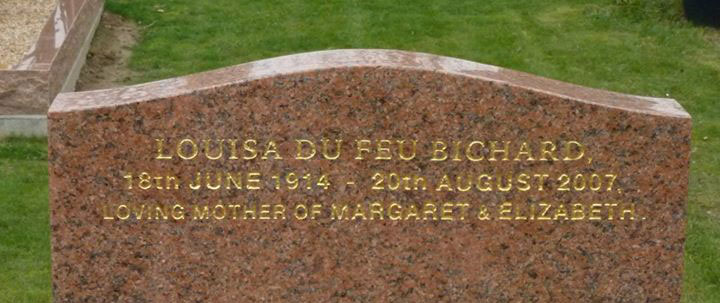 LOUISA DU FEU BICHARD,
18th JUNE 1914 - 20th AUGUST 2007,
LOVING MOTHER OF MARGARET & ELIZABETH.